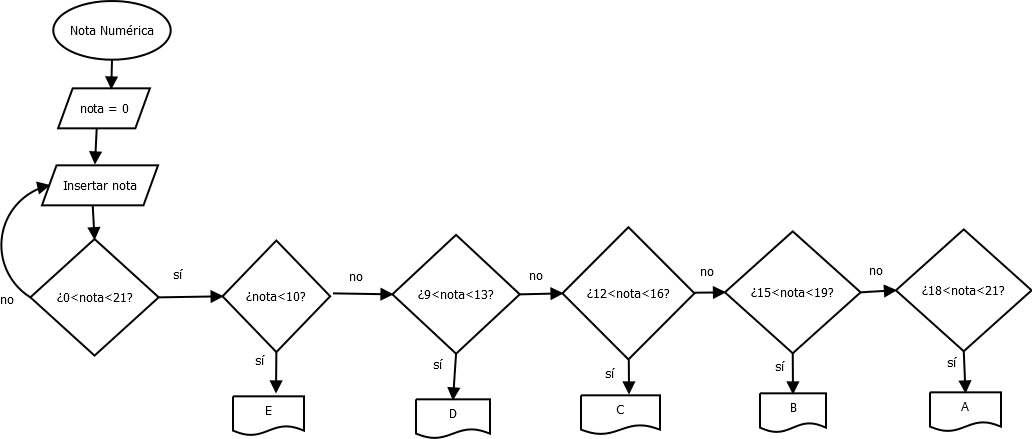 Nota Numérica
nota = 0
Insertar nota
¿0<nota<21?
no
sí
¿nota<10?
no
¿9<nota<13?
no
¿12<nota<16?
no
¿15<nota<19?
no
¿18<nota<21?
sí
sí
sí
sí
sí
E
D
C
B
A